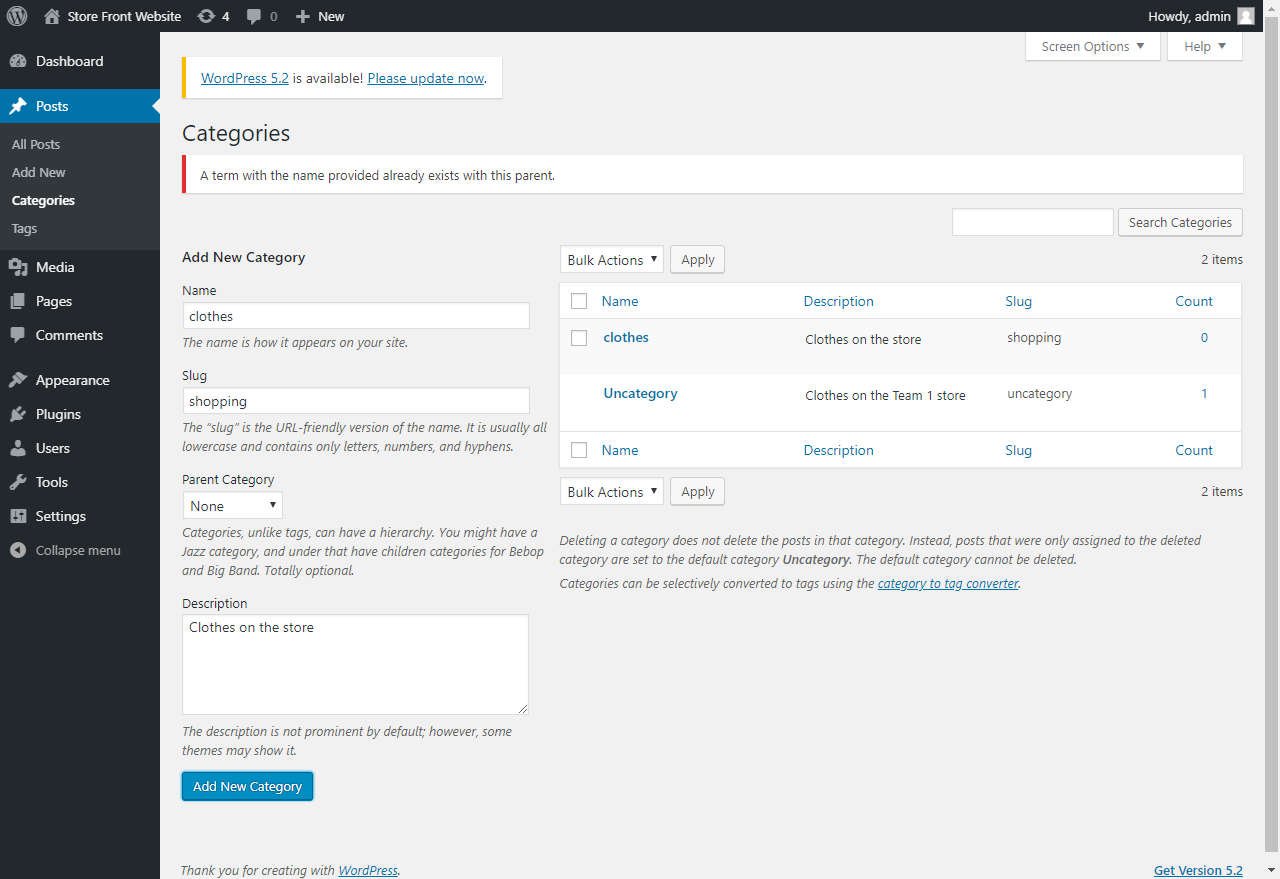 Store Front Website 4 0 New Howdy, admin
Screen Options Help
Dashboard
Posts
All Posts
Add New
Categories
Tags
Media
Pages
Comments
Appearance
Plugins
Users
Tools
Settings
Collapse menu
WordPress 5.2 is available! Please update now.
Categories
A term with the name provided already exists with this parent.
Search Categories
Add New Category
Name
clothes
The name is how it appears on your site.
Slug
shopping
The “slug” is the URL-friendly version of the name. It is usually all
lowercase and contains only letters, numbers, and hyphens.
Parent Category
None
Categories, unlike tags, can have a hierarchy. You might have a
Jazz category, and under that have children categories for Bebop
and Big Band. Totally optional.
Description
Clothes on the store
The description is not prominent by default; however, some
themes may show it.
Add New Category
Bulk Actions Apply 2 items
Name Description Slug Count
clothes Clothes on the store shopping 0
Uncategory Clothes on the Team 1 store uncategory 1
Name Description Slug Count
Bulk Actions Apply 2 items
Deleting a category does not delete the posts in that category. Instead, posts that were only assigned to the deleted
category are set to the default category Uncategory. The default category cannot be deleted.
Categories can be selectively converted to tags using the category to tag converter.
Thank you for creating with WordPress. Get Version 5.2